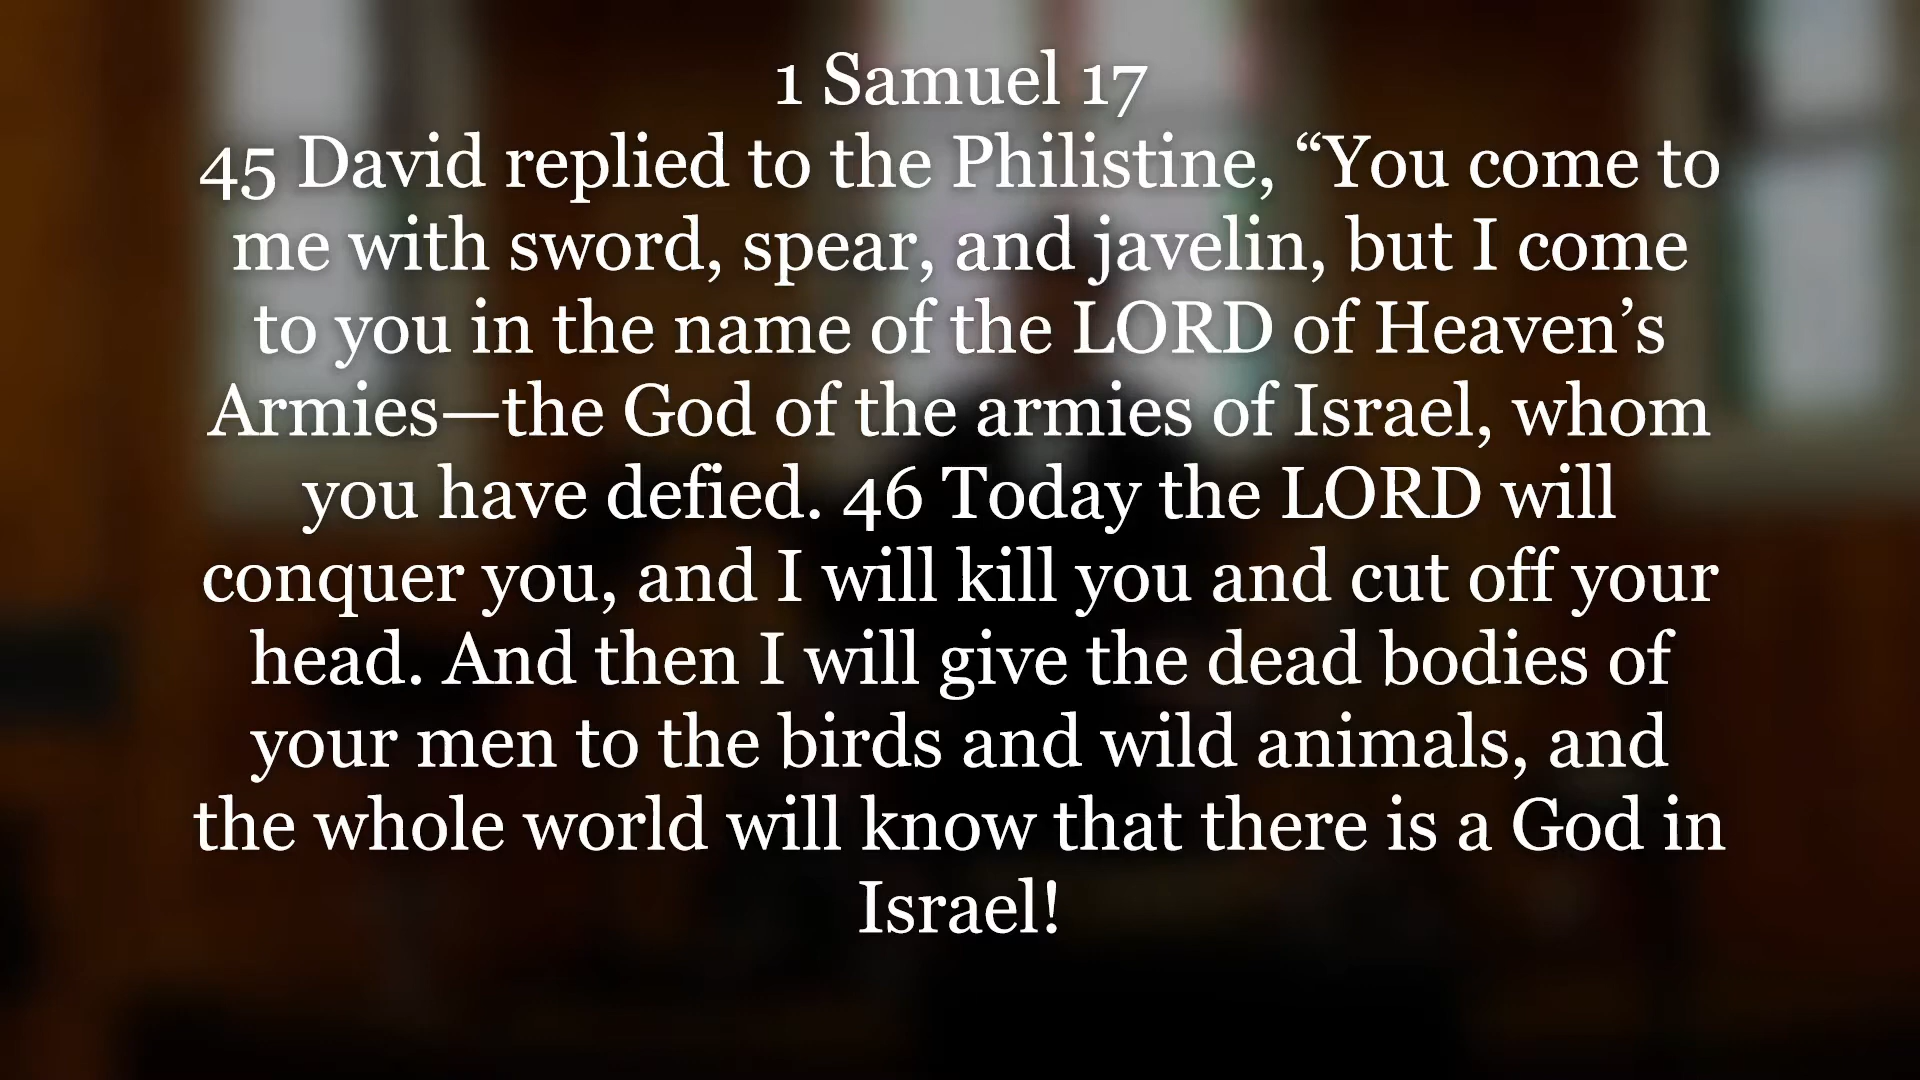 1 Samuel 17
45 David replied to the Philistine, “You come to
me with sword, spear, and javelin, but I come
to you in the name of the LORD of Heaven’s
Armies—the God of the armies of Israel, whom
you have defied. 46 Today the LORD will
conquer you, and I will kill you and cut off your
head. And then I will give the dead bodies of
your men to the birds and wild animals, and
the whole world will know that there is a God in
Israel!